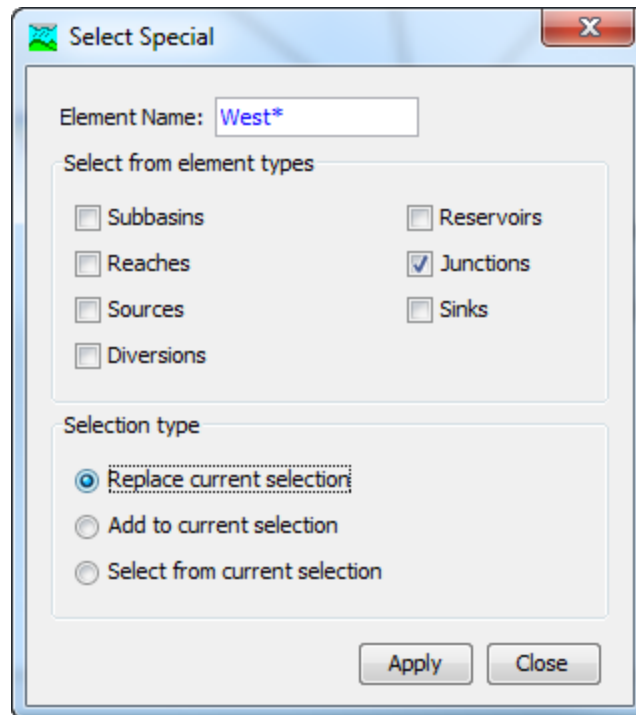 Select Special
Element Name: West*
Select from element types
Subbasins Reservoirs
Reaches Junctions
Sources Sinks
Diversions
Selection type
Replace current selection
Add to current selection
Select from current selection
Apply Close